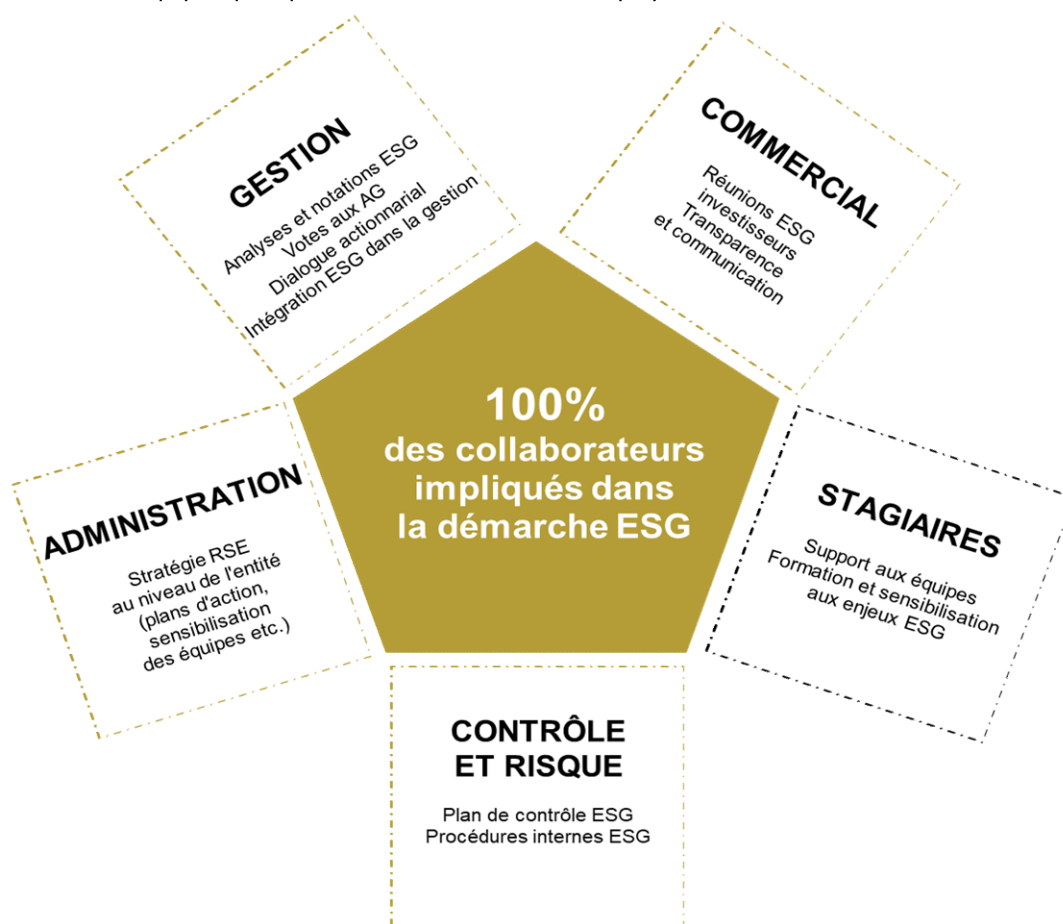 GESTION
Analyses et notations ESG
Votes aux AG
Dialogue actionnarial
Intégration ESG dans la gestion
COMMERCIAL
Réunions ESG
investisseurs
Transparence
et communication
100%
des collaborateurs
impliqués dans
la démarche ESG
ADMINISTRATION
Stratégie RSE
au niveau de l'entité
(plans d'action,
sensibilisation
des équipes etc.)
STAGIAIRES
Support aux équipes
Formation et sensibilisation
aux enjeux ESG
CONTRÔLE
ET RISQUE
Plan de contrôle ESG
Procédures internes ESG